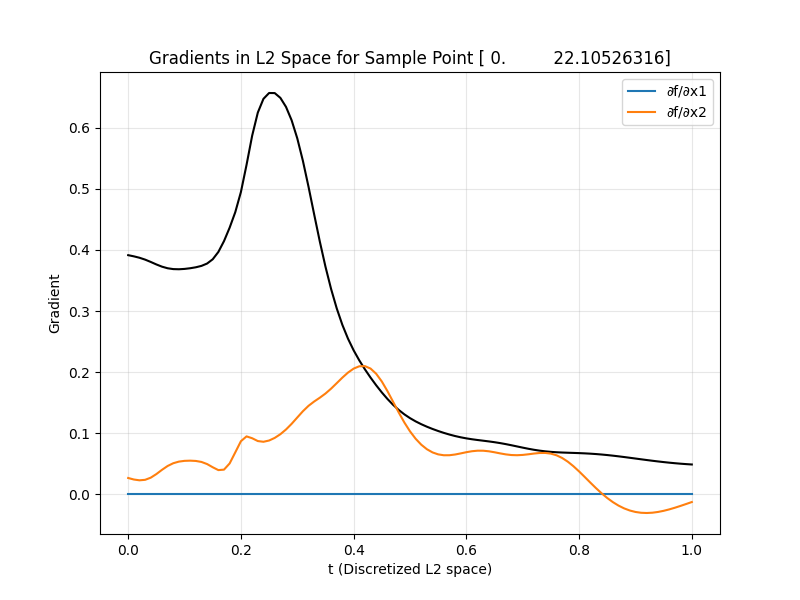 Gradients in L2 Space for Sample Point [ 0.         22.10526316]
∂f/∂x1
∂f/∂x2
Gradient
0.6
0.5
0.4
0.3
0.2
0.1
0.0
0.0 0.2 0.4 0.6 0.8 1.0
t (Discretized L2 space)